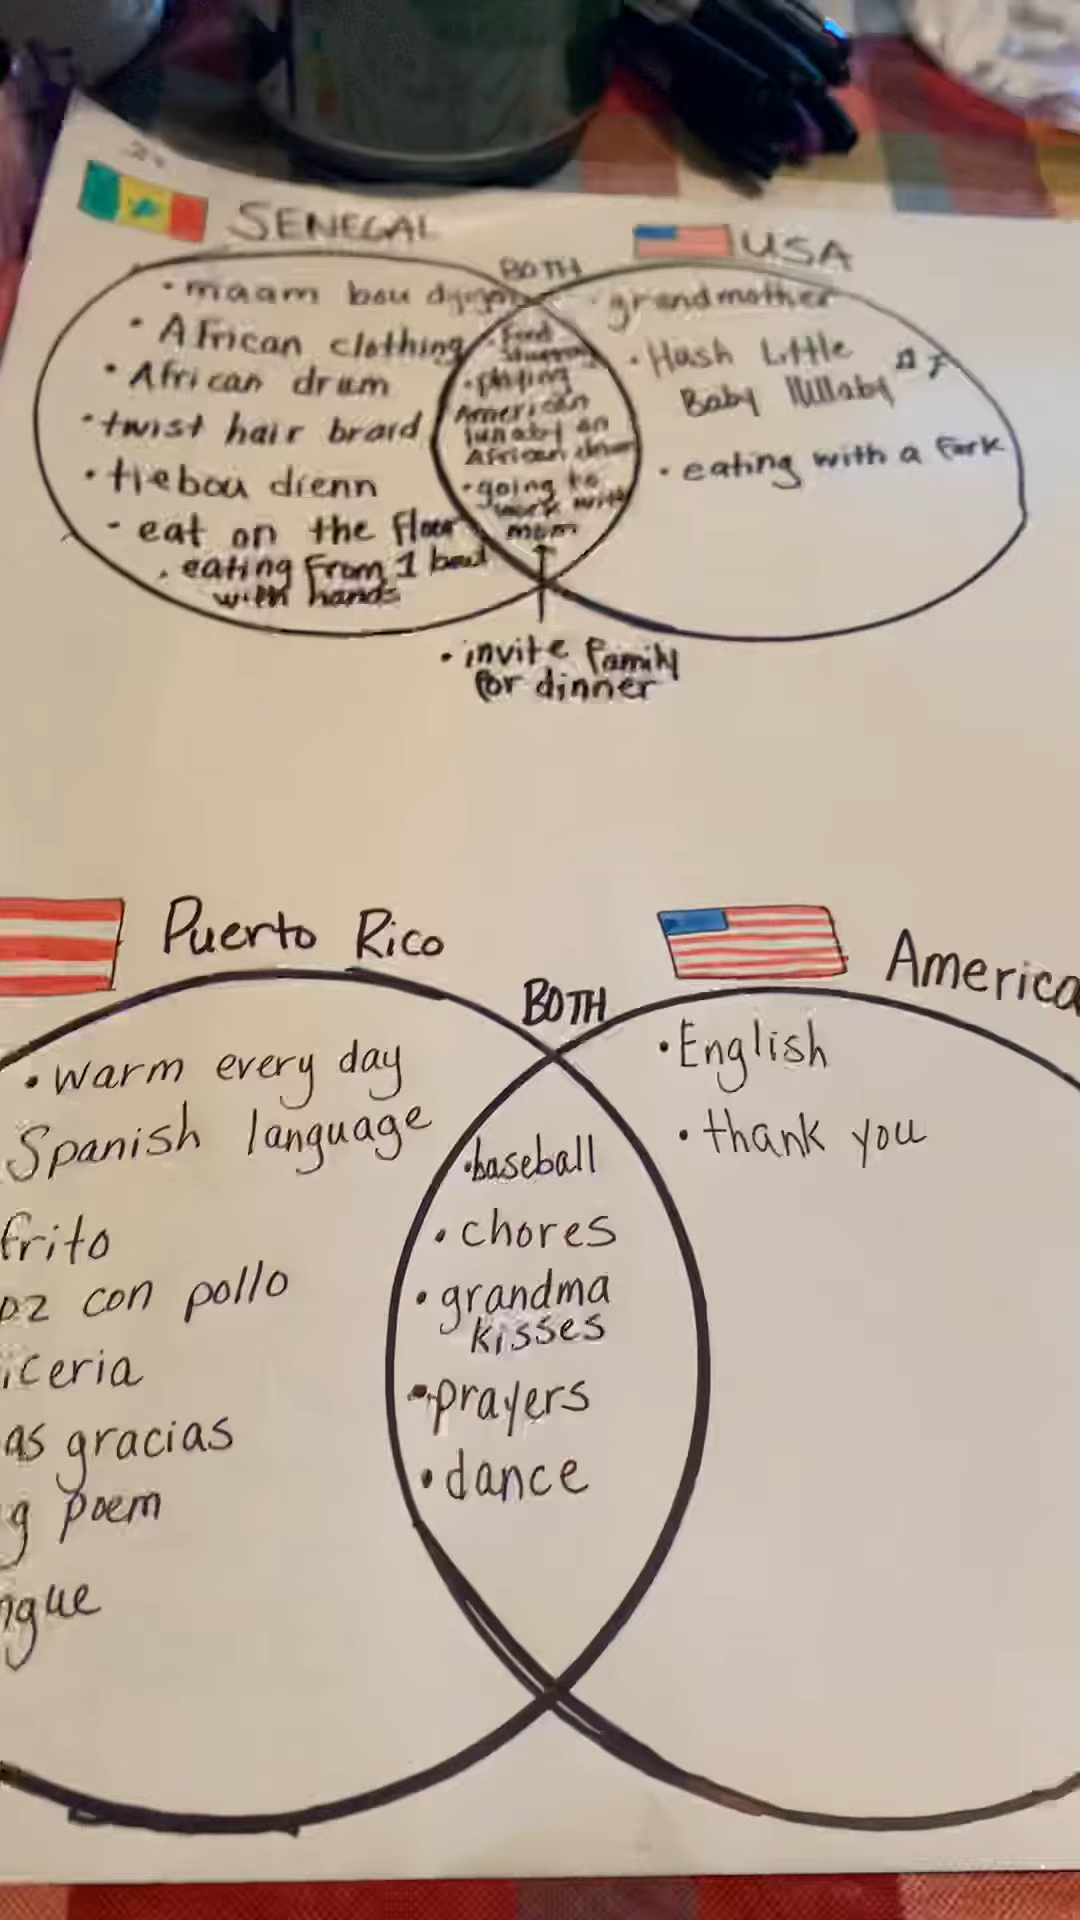 SENEGAL
• maam bou djigen
• African clothing
• African drum
• twist hair braid
• tiebou dienn
• eat on the floor
• eating from 1 bowl
with hands
BOTH
• Food
• playing
American
lullaby on
African drum
• going to
work with
mom
• invite family
for dinner
USA
• grandmother
• Hush Little
Baby lullaby
• eating with a fork
Puerto Rico
• warm every day
Spanish language
frito
oz con pollo
iceria
as gracias
g poem
ngue
BOTH
• baseball
• chores
• grandma
kisses
• prayers
• dance
America
• English
• thank you